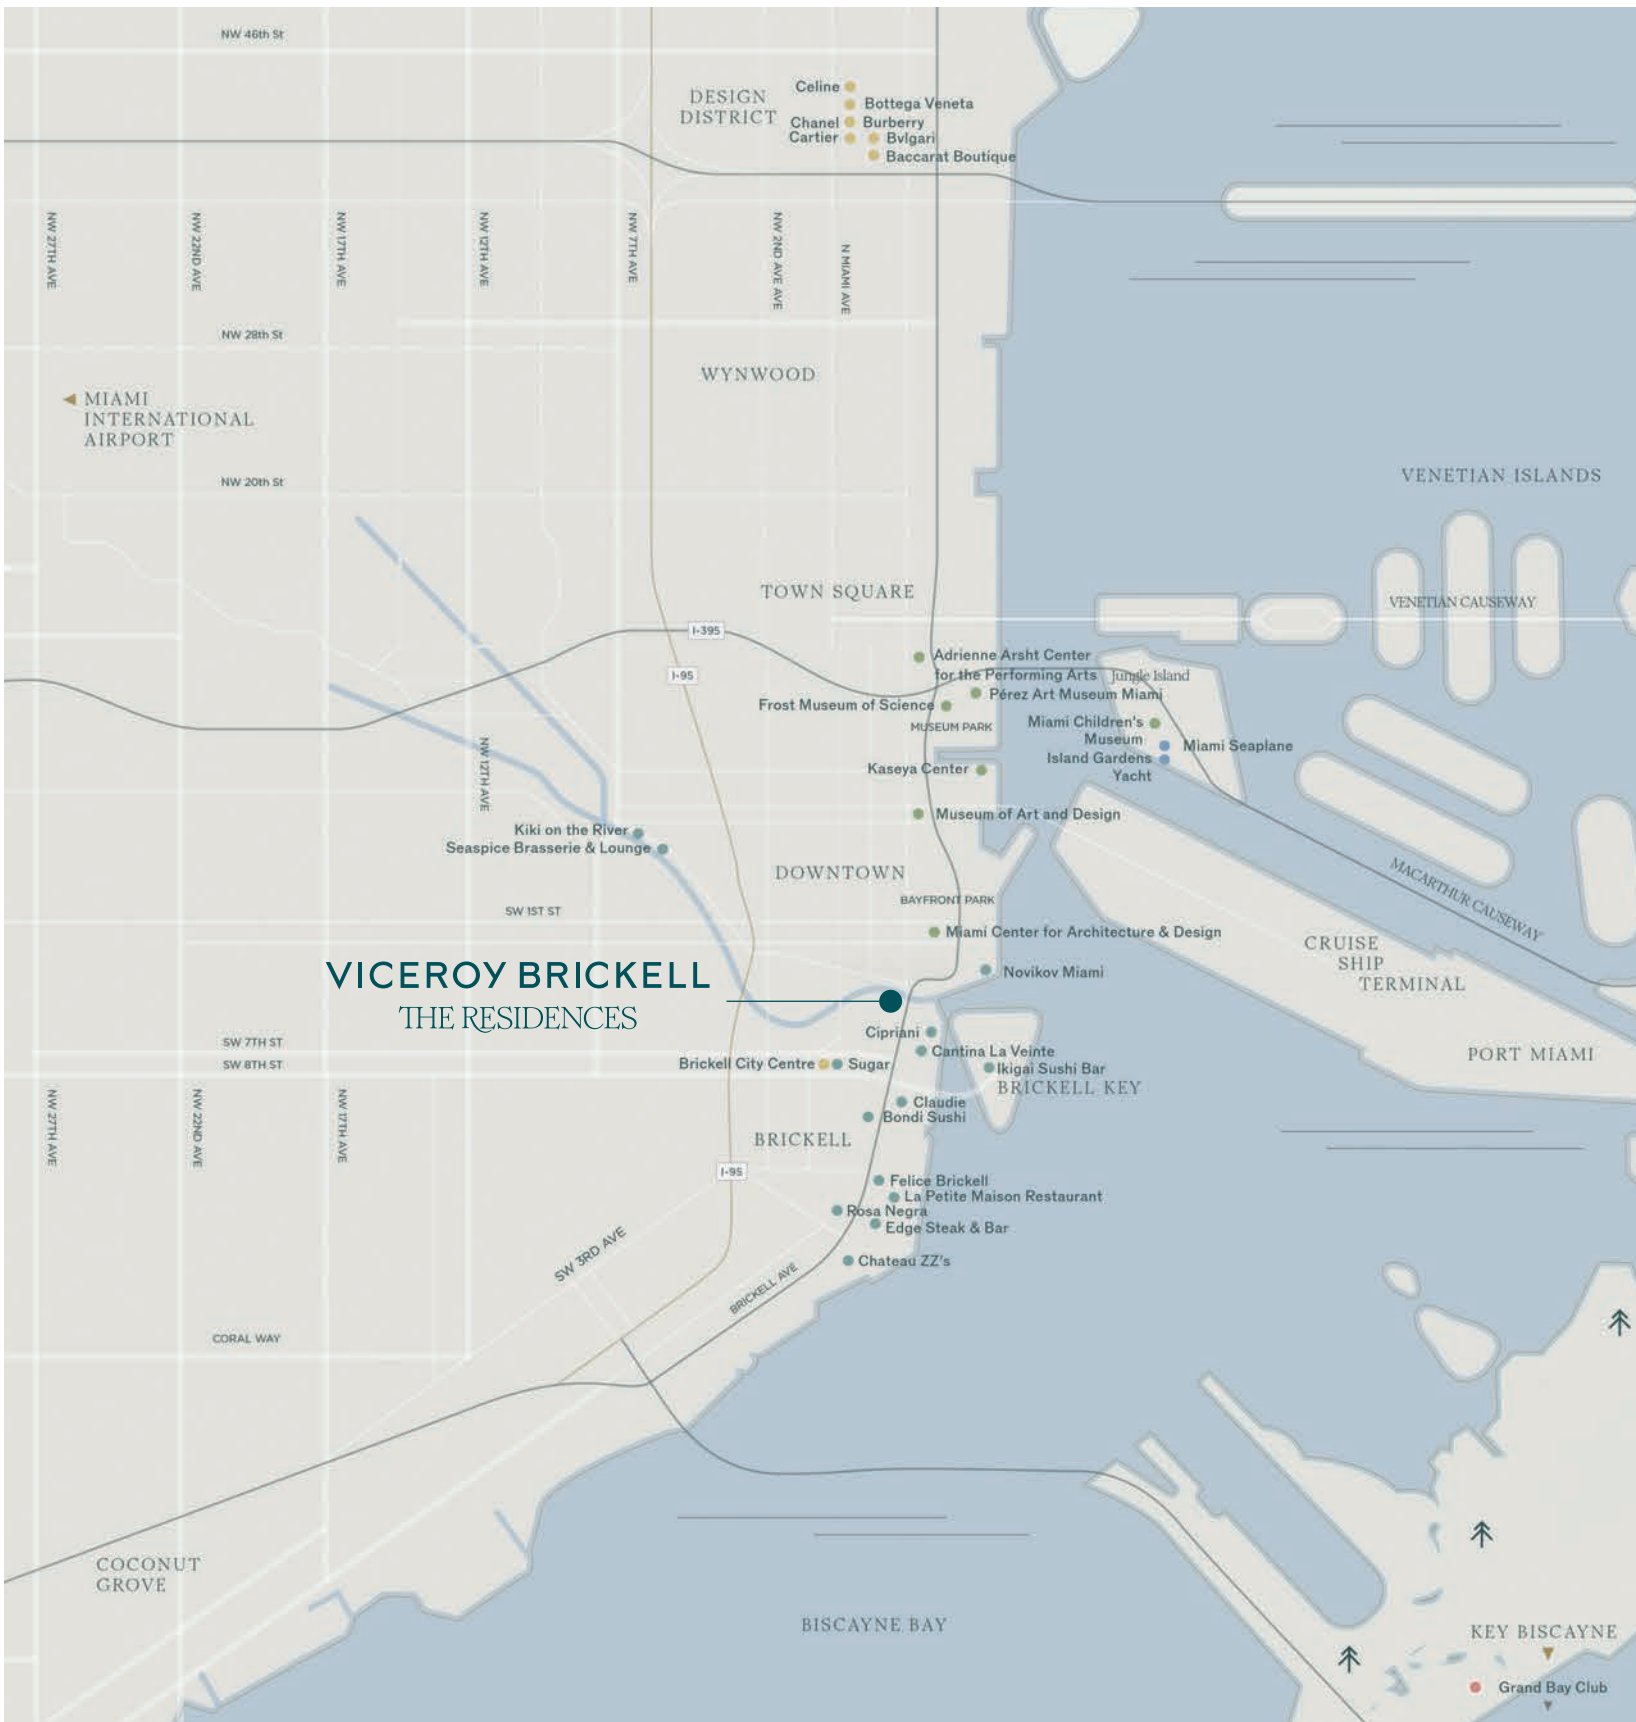 NW 46th St
DESIGN
DISTRICT
Celine
Bottega Veneta
Chanel
Burberry
Cartier
Bvlgari
Baccarat Boutique
NW 27TH AVE
NW 22ND AVE
NW 17TH AVE
NW 12TH AVE
NW 7TH AVE
NW 2ND AVE AVE
N MIAMI AVE
NW 28th St
WYNWOOD
MIAMI
INTERNATIONAL
AIRPORT
NW 20th St
VENETIAN ISLANDS
TOWN SQUARE
VENETIAN CAUSEWAY
I-395
I-95
Adrienne Arsht Center
for the Performing Arts
Jungle Island
Pérez Art Museum Miami
Frost Museum of Science
MUSEUM PARK
Miami Children's
Museum
Miami Seaplane
Island Gardens
Yacht
Kaseya Center
NW 12TH AVE
Museum of Art and Design
Kiki on the River
Seaspice Brasserie & Lounge
DOWNTOWN
MACARTHUR CAUSEWAY
BAYFRONT PARK
SW 1ST ST
Miami Center for Architecture & Design
CRUISE
SHIP
TERMINAL
VICEROY BRICKELL
THE RESIDENCES
Novikov Miami
Cipriani
SW 7TH ST
SW 8TH ST
Cantina La Veinte
PORT MIAMI
Brickell City Centre
Sugar
Ikigai Sushi Bar
BRICKELL KEY
NW 27TH AVE
NW 22ND AVE
NW 17TH AVE
Claudie
Bondi Sushi
BRICKELL
I-95
Felice Brickell
La Petite Maison Restaurant
Rosa Negra
Edge Steak & Bar
SW 3RD AVE
Chateau ZZ's
BRICKELL AVE
CORAL WAY
COCONUT
GROVE
BISCAYNE BAY
KEY BISCAYNE
Grand Bay Club